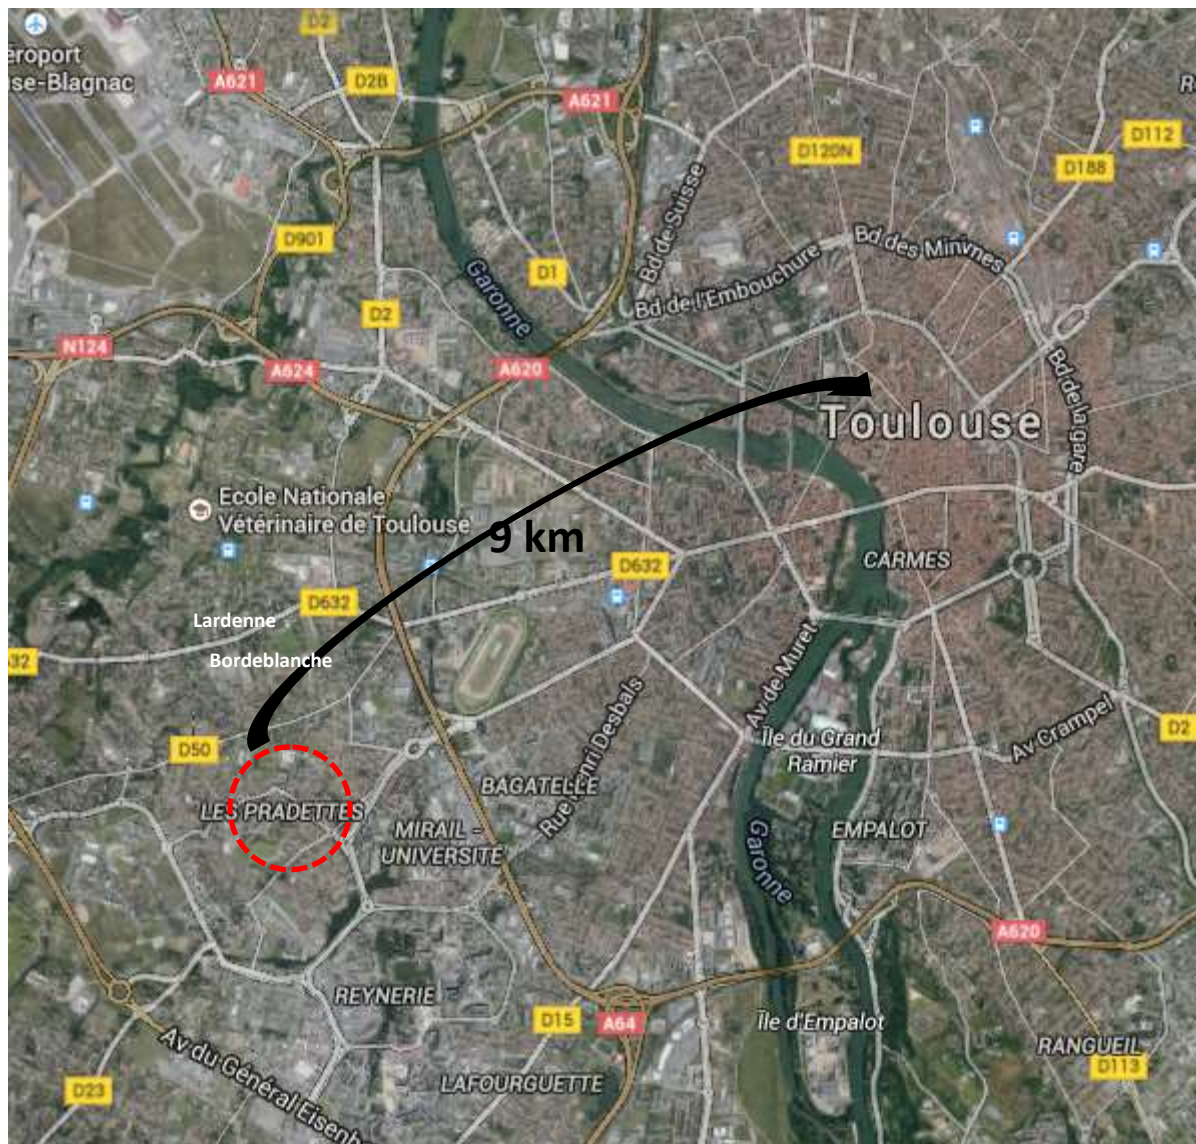 éroport
se-Blagnac
D2
A621
D2B
A621
D120N
D112
D188
R
D901
D1
Bd de Suisse
Bd des Minvnes
Bd de l'Embouchure
Garonne
D2
N124
A624
A620
Bd de la gare
Toulouse
Ecole Nationale
Vétérinaire de Toulouse
9 km
CARMES
D632
D632
Lardenne
32
Bordeblanche
Av de Muret
D50
Rue Henri Desbals
Île du Grand
Ramier
Av Crampel
D2
BAGATELLE
LES PRADETTES
MIRAIL -
UNIVERSITÉ
EMPALOT
Garonne
A620
REYNERIE
D15
A64
Île d'Empalot
RANGUEIL
D113
Av du Général Eisenh
D23
LAFOURGUETTE